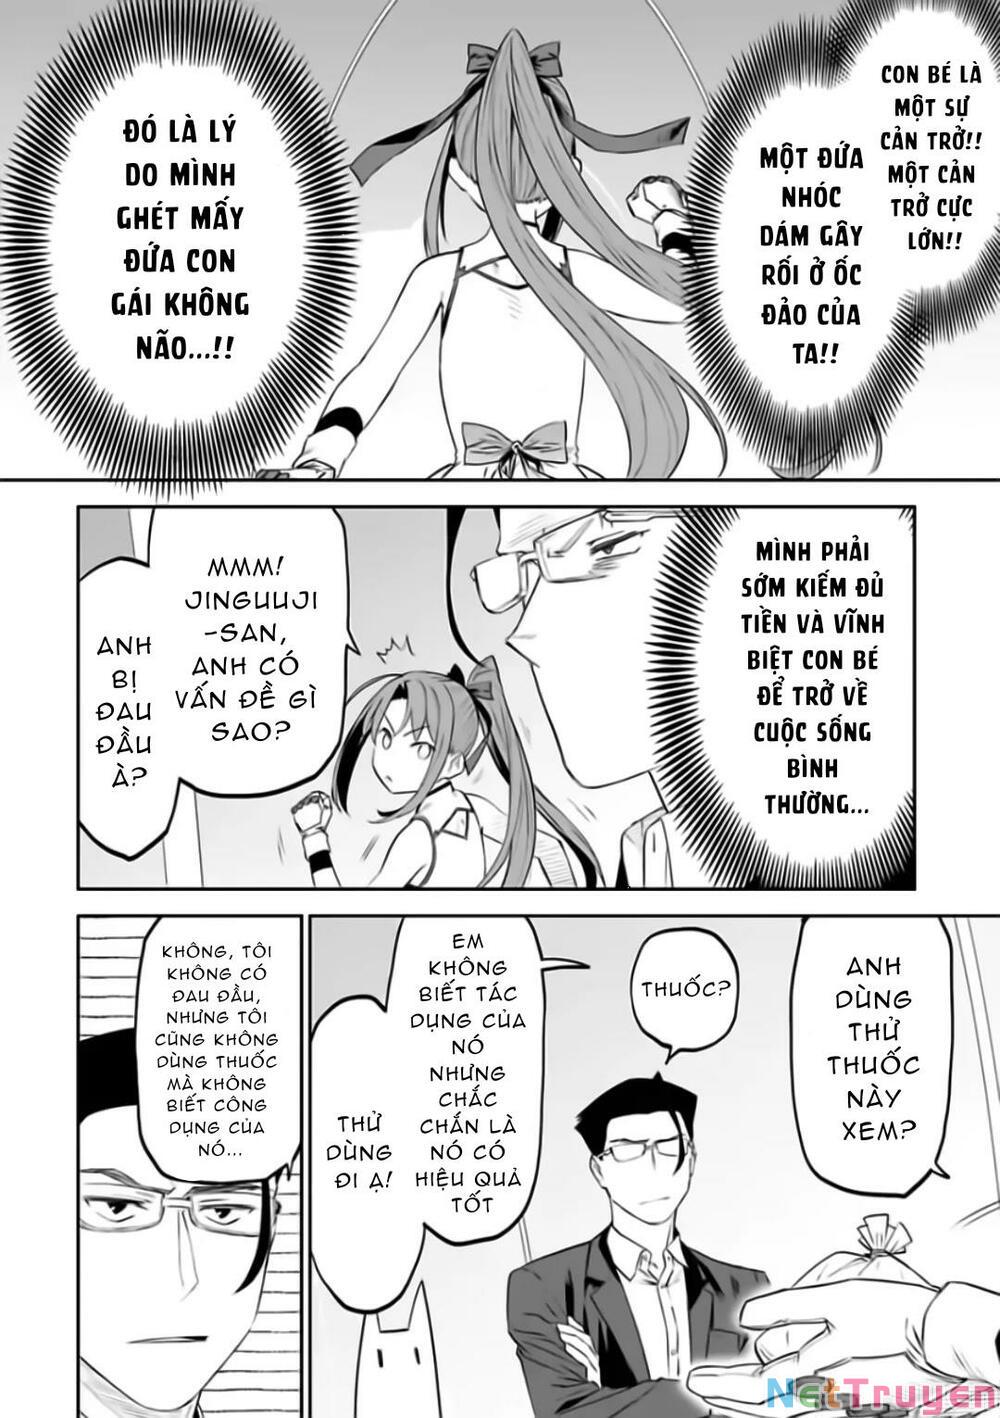 CON BÉ LÀ
MỘT SỰ
CẢN TRỞ!!
MỘT CẢN
TRỞ CỰC
LỚN!!
MỘT ĐỨA
NHÓC
DÁM GÂY
RỐI Ở ỐC
ĐẢO CỦA
TA!!
ĐÓ LÀ LÝ
DO MÌNH
GHÉT MẤY
ĐỨA CON
GÁI KHÔNG
NÃO...!!
MÌNH PHẢI
SỚM KIẾM ĐỦ
TIỀN VÀ VĨNH
BIỆT CON BÉ
ĐỂ TRỞ VỀ
CUỘC SỐNG
BÌNH
THƯỜNG...
MMM!
JINGUUJI
-SAN,
ANH CÓ
VẤN ĐỀ GÌ
SAO?
ANH
BỊ
ĐAU
ĐẦU
À?
ANH
DÙNG
THỬ
THUỐC
NÀY
XEM?
THUỐC?
EM
KHÔNG
BIẾT TÁC
DỤNG CỦA
NÓ
NHƯNG
CHẮC
CHẮN LÀ
NÓ CÓ
HIỆU QUẢ
TỐT
THỬ
DÙNG
ĐI Ạ!
KHÔNG, TÔI
KHÔNG CÓ
ĐAU ĐẦU,
NHƯNG TÔI
CŨNG KHÔNG
DÙNG THUỐC
MÀ KHÔNG
BIẾT CÔNG
DỤNG CỦA
NÓ...
NetTruyen